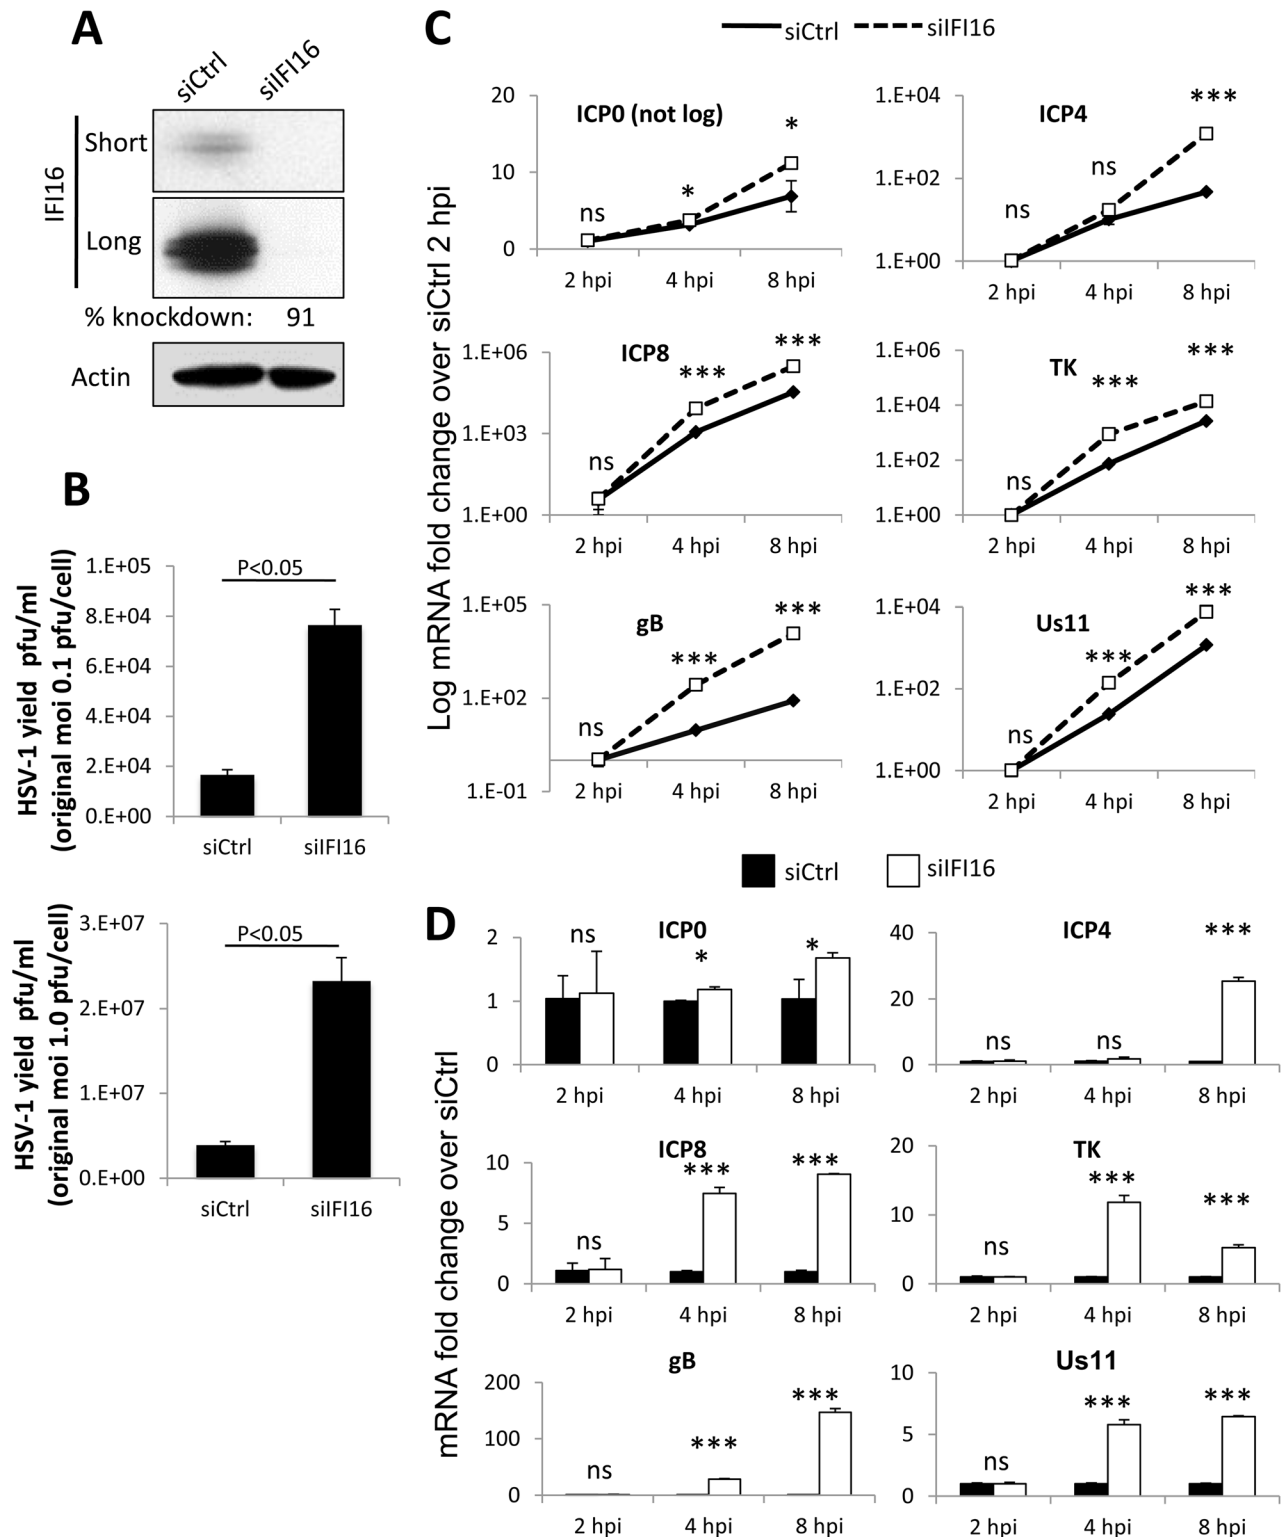 A
siCtrl
siIFI16
IFI16
Short
Long
% knockdown: 91
Actin
B
HSV-1 yield pfu/ml
(original moi 0.1 pfu/cell)
1.E+05
8.E+04
6.E+04
4.E+04
2.E+04
0.E+00
P<0.05
siCtrl siIFI16
HSV-1 yield pfu/ml
(original moi 1.0 pfu/cell)
3.E+07
2.E+07
1.E+07
0.E+00
P<0.05
siCtrl siIFI16
C
siCtrl siIFI16
Log mRNA fold change over siCtrl 2 hpi
ICP0 (not log)
20
10
0
ns * *
2 hpi 4 hpi 8 hpi
ICP4
1.E+04
1.E+02
1.E+00
ns ns ***
2 hpi 4 hpi 8 hpi
ICP8
1.E+06
1.E+03
1.E+00
ns *** ***
2 hpi 4 hpi 8 hpi
TK
1.E+06
1.E+04
1.E+02
1.E+00
ns *** ***
2 hpi 4 hpi 8 hpi
gB
1.E+05
1.E+02
1.E-01
ns *** ***
2 hpi 4 hpi 8 hpi
Us11
1.E+04
1.E+02
1.E+00
ns *** ***
2 hpi 4 hpi 8 hpi
D
siCtrl siIFI16
mRNA fold change over siCtrl
ICP0
2
1
0
ns * *
2 hpi 4 hpi 8 hpi
ICP4
40
20
0
ns ns ***
2 hpi 4 hpi 8 hpi
ICP8
10
5
0
ns *** ***
2 hpi 4 hpi 8 hpi
TK
20
10
0
ns *** ***
2 hpi 4 hpi 8 hpi
gB
200
100
0
ns *** ***
2 hpi 4 hpi 8 hpi
Us11
10
5
0
ns *** ***
2 hpi 4 hpi 8 hpi